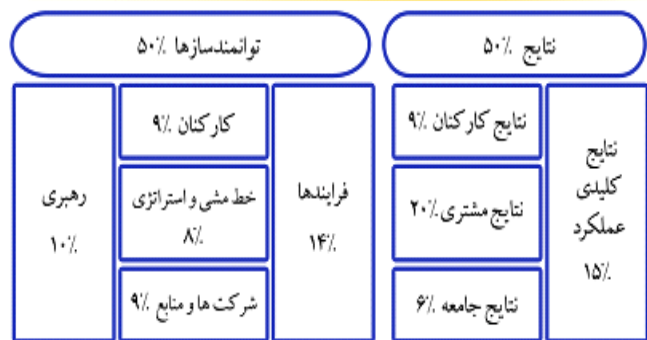 توانمندسازها ۵۰٪
نتایج ۵۰٪
رهبری
۱۰٪
کارکنان ۹٪
خط مشی و استراتژی
۸٪
شرکت ها و منابع ۹٪
فرایندها
۱۴٪
نتایج کارکنان ۹٪
نتایج مشتری ۲۰٪
نتایج جامعه ۶٪
نتایج
کلیدی
عملکرد
۱۵٪